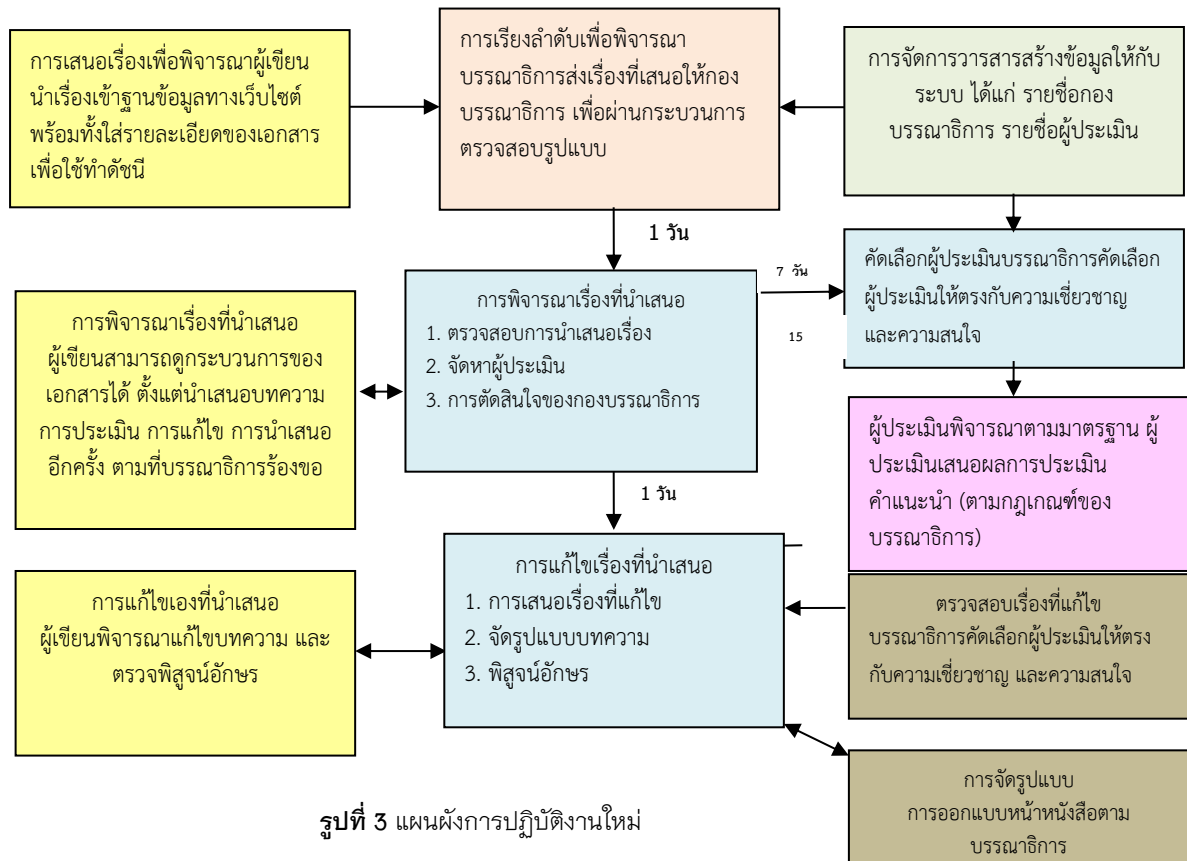 การเสนอเรื่องเพื่อพิจารณาผู้เขียน
นำเรื่องเข้าฐานข้อมูลทางเว็บไซต์
พร้อมทั้งใส่รายละเอียดของเอกสาร
เพื่อใช้ทำดัชนี
การเรียงลำดับเพื่อพิจารณา
บรรณาธิการส่งเรื่องที่เสนอให้กอง
บรรณาธิการ เพื่อผ่านกระบวนการ
ตรวจสอบรูปแบบ
การจัดการวารสารสร้างข้อมูลให้กับ
ระบบ ได้แก่ รายชื่อกอง
บรรณาธิการ รายชื่อผู้ประเมิน
1 วัน
การพิจารณาเรื่องที่นำเสนอ
ผู้เขียนสามารถดูกระบวนการของ
เอกสารได้ ตั้งแต่นำเสนอบทความ
การประเมิน การแก้ไข การนำเสนอ
อีกครั้ง ตามที่บรรณาธิการร้องขอ
การพิจารณาเรื่องที่นำเสนอ
1. ตรวจสอบการนำเสนอเรื่อง
2. จัดหาผู้ประเมิน
3. การตัดสินใจของกองบรรณาธิการ
7 วัน
15
คัดเลือกผู้ประเมินบรรณาธิการคัดเลือก
ผู้ประเมินให้ตรงกับความเชี่ยวชาญ
และความสนใจ
ผู้ประเมินพิจารณาตามมาตรฐาน ผู้
ประเมินเสนอผลการประเมิน
คำแนะนำ (ตามกฎเกณฑ์ของ
บรรณาธิการ)
1 วัน
การแก้ไขเองที่นำเสนอ
ผู้เขียนพิจารณาแก้ไขบทความ และ
ตรวจพิสูจน์อักษร
การแก้ไขเรื่องที่นำเสนอ
1. การเสนอเรื่องที่แก้ไข
2. จัดรูปแบบบทความ
3. พิสูจน์อักษร
ตรวจสอบเรื่องที่แก้ไข
บรรณาธิการคัดเลือกผู้ประเมินให้ตรง
กับความเชี่ยวชาญ และความสนใจ
การจัดรูปแบบ
การออกแบบหน้าหนังสือตาม
บรรณาธิการ
รูปที่ 3 แผนผังการปฏิบัติงานใหม่